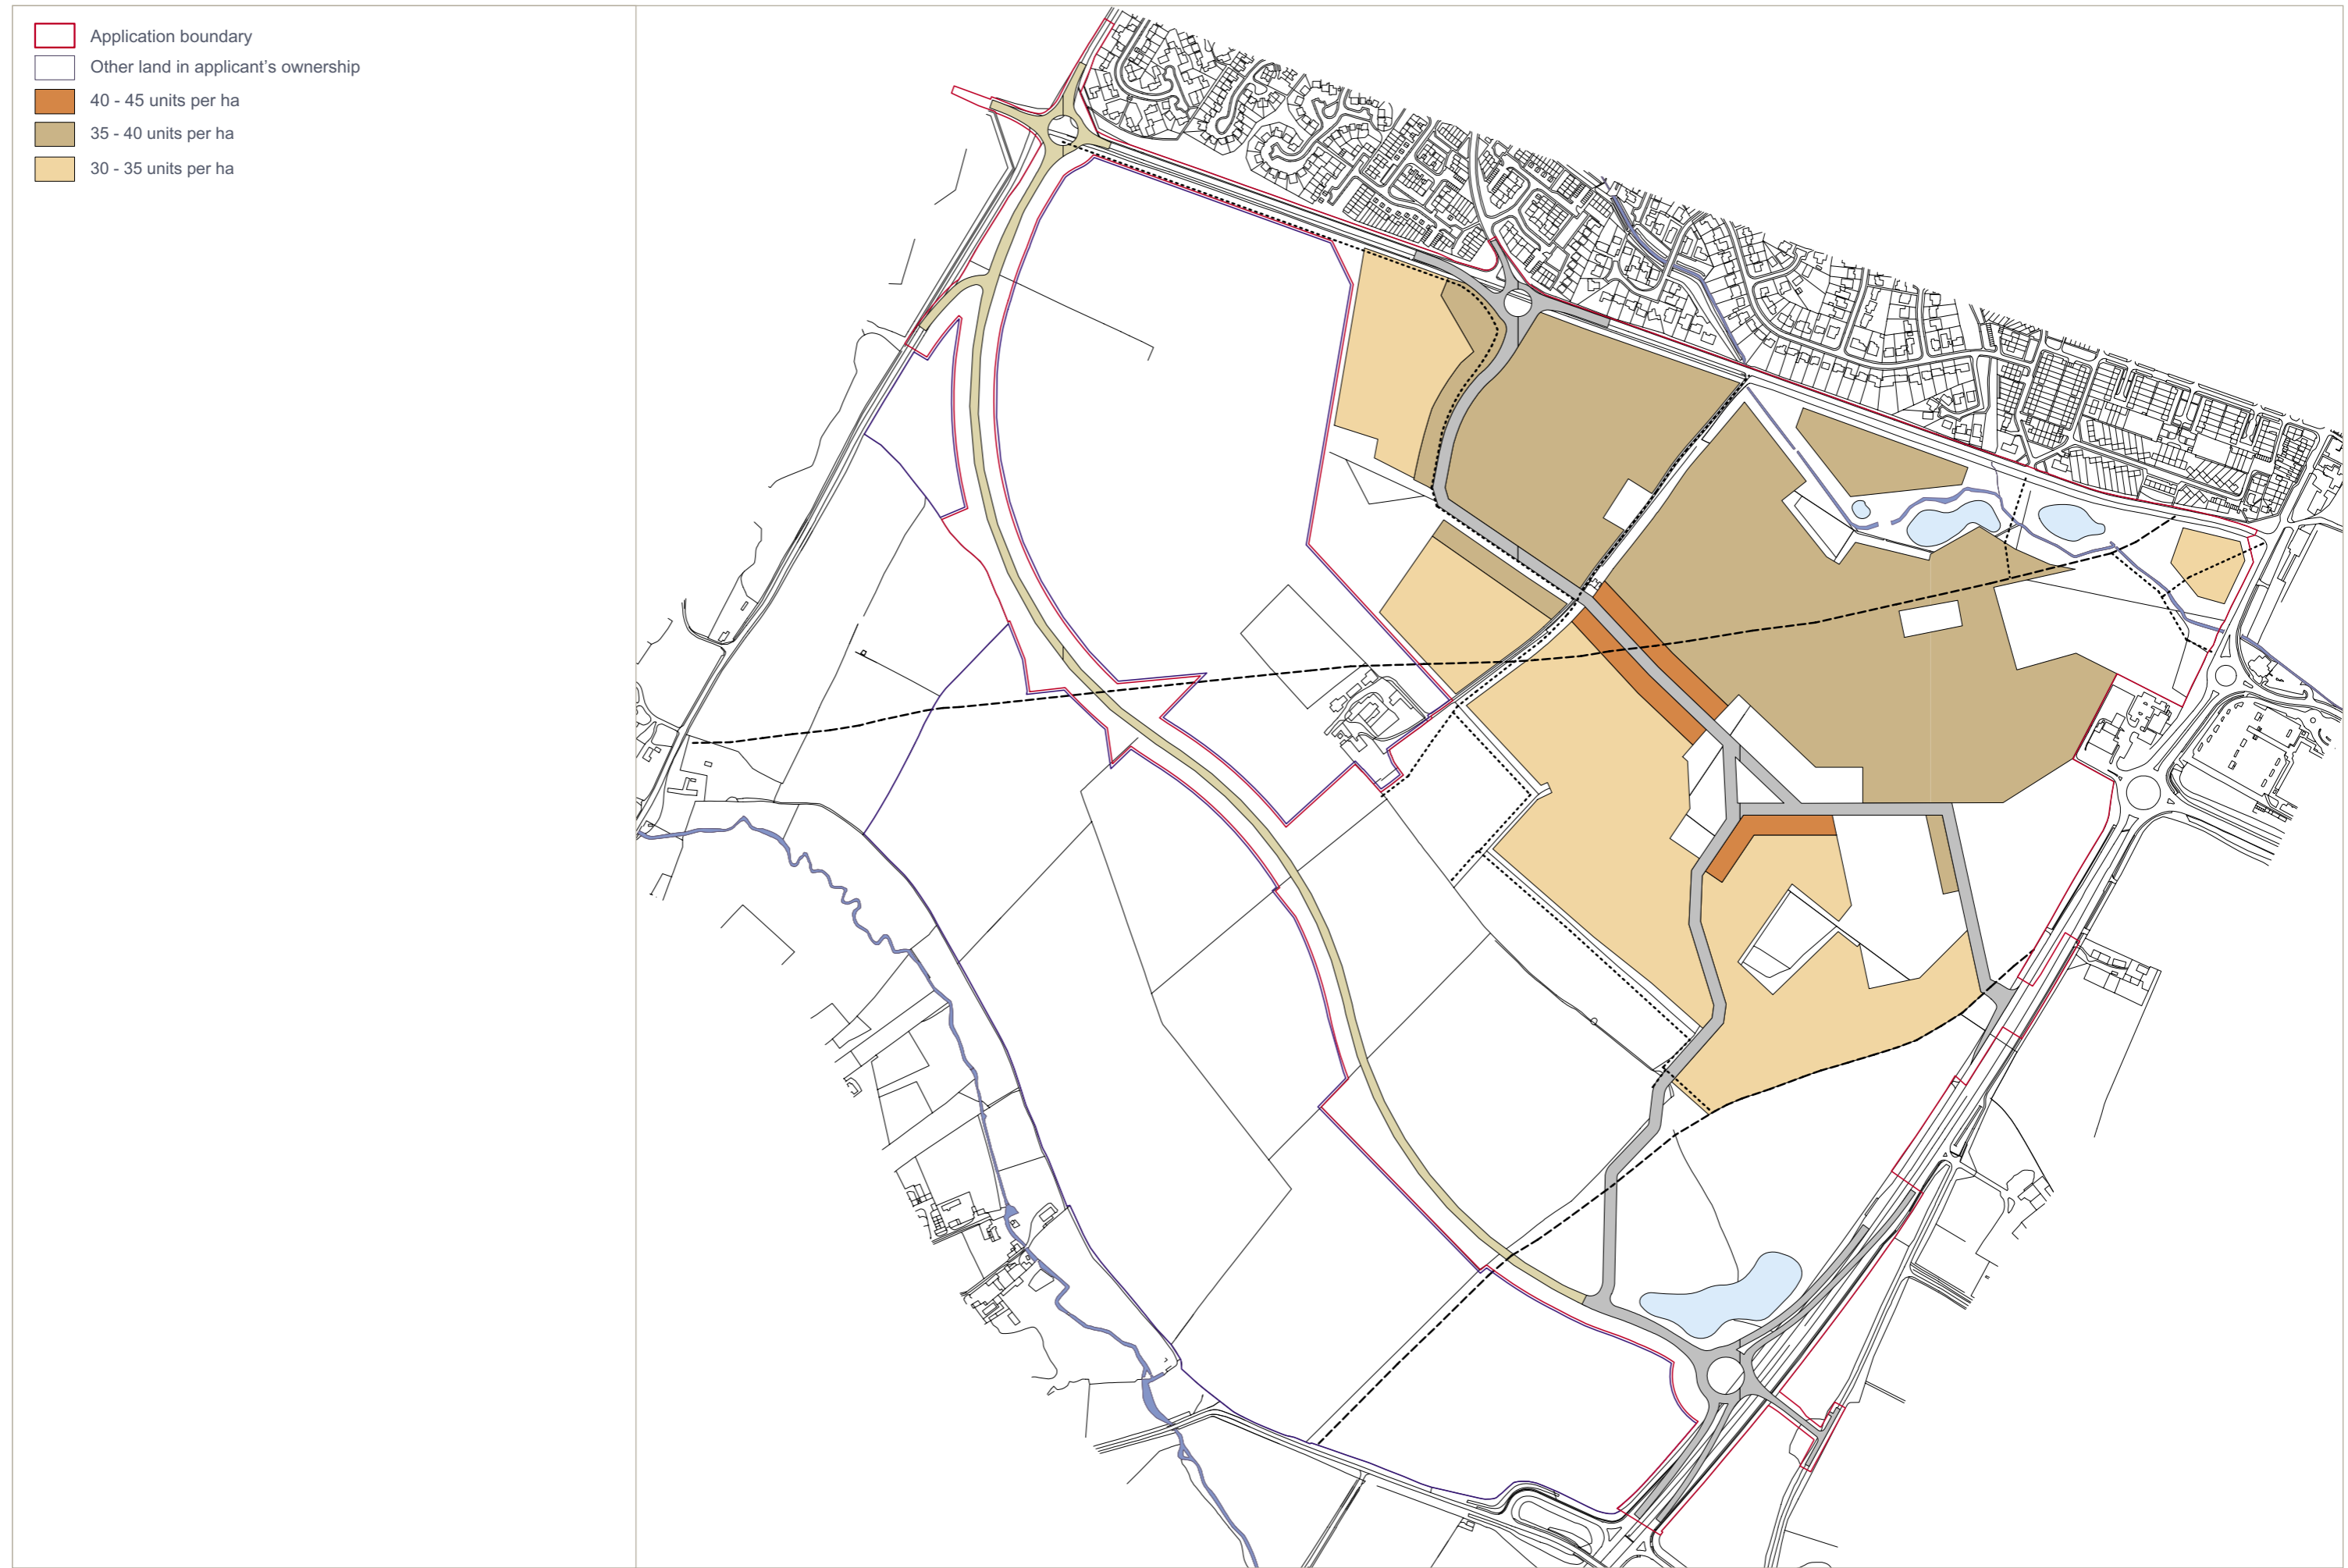 Application boundary
Other land in applicant's ownership
40 - 45 units per ha
35 - 40 units per ha
30 - 35 units per ha